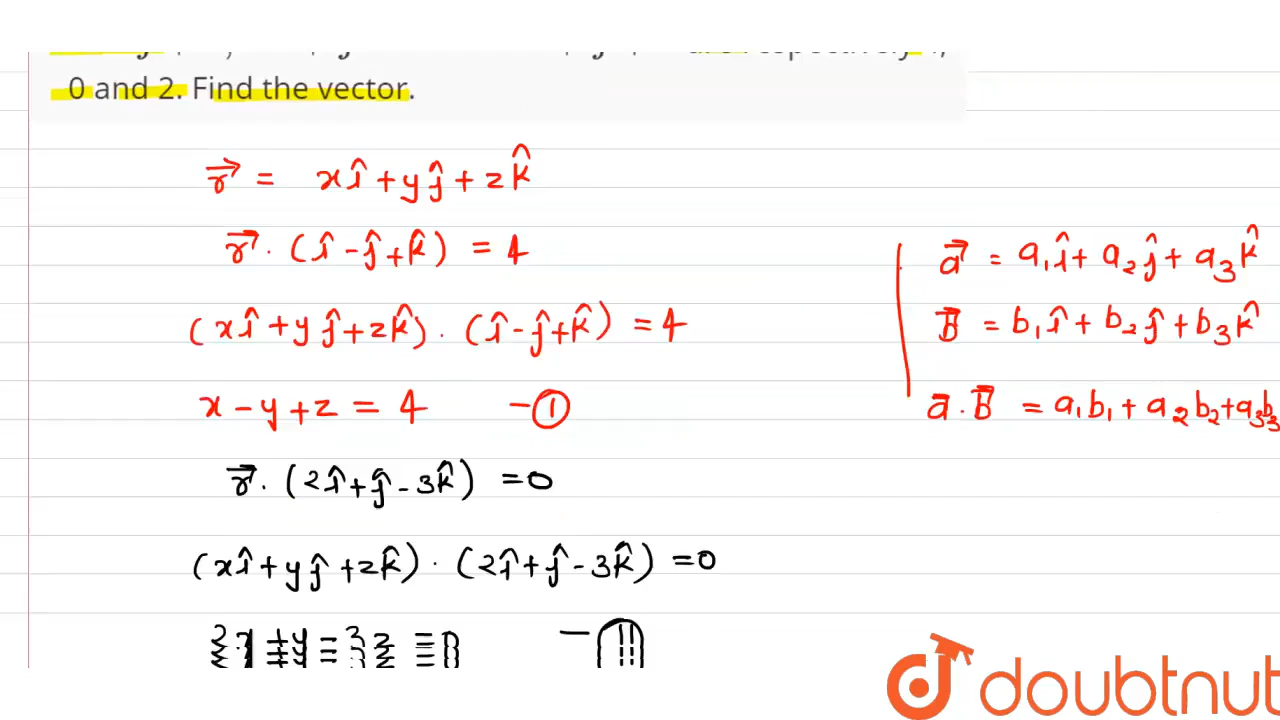 0 and 2. Find the vector.
r⃗ = xî + yĵ + zk̂
r⃗ . (î - ĵ + k̂) = 4
(xî + yĵ + zk̂) . (î - ĵ + k̂) = 4
x - y + z = 4 - ①
r⃗ . (2î + ĵ - 3k̂) = 0
(xî + yĵ + zk̂) . (2î + ĵ - 3k̂) = 0
a⃗ = a₁î + a₂ĵ + a₃k̂
b⃗ = b₁î + b₂ĵ + b₃k̂
a⃗ . b⃗ = a₁b₁ + a₂b₂ + a₃b₃
doubtnut